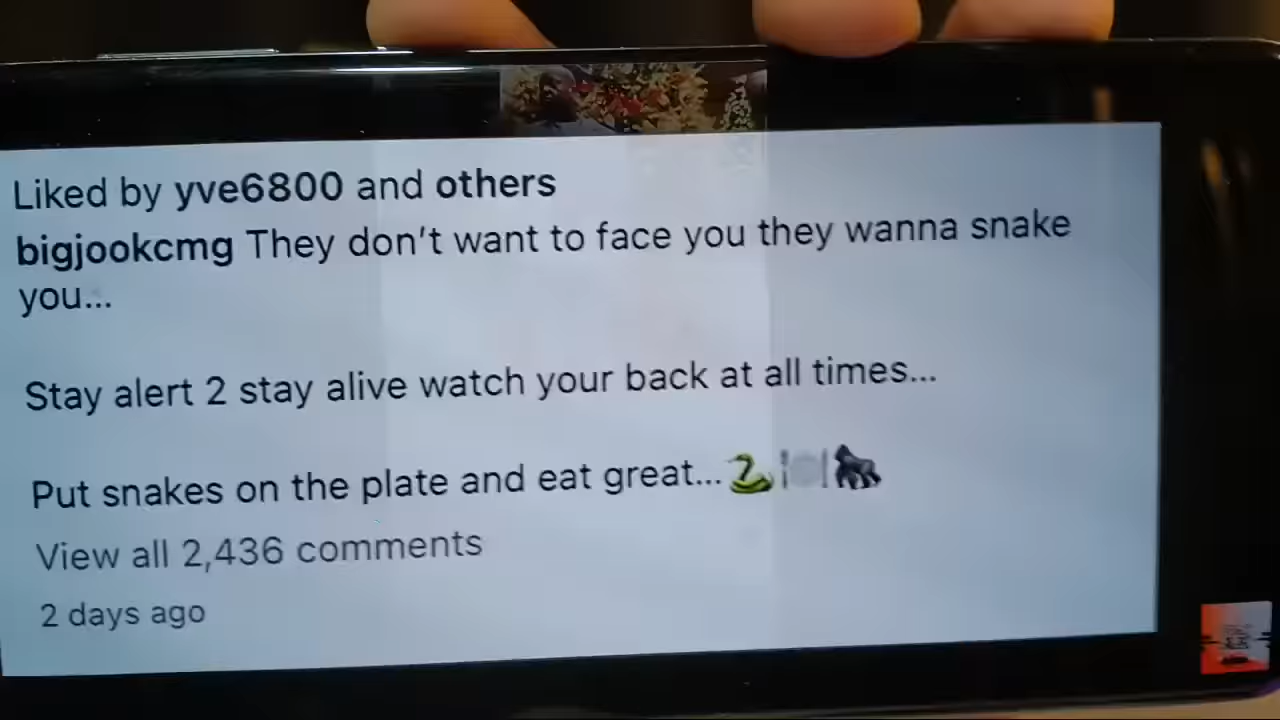 Liked by yve6800 and others
bigjookcmg They don't want to face you they wanna snake
you...
Stay alert 2 stay alive watch your back at all times...
Put snakes on the plate and eat great...🐍🍽🦍
View all 2,436 comments
2 days ago